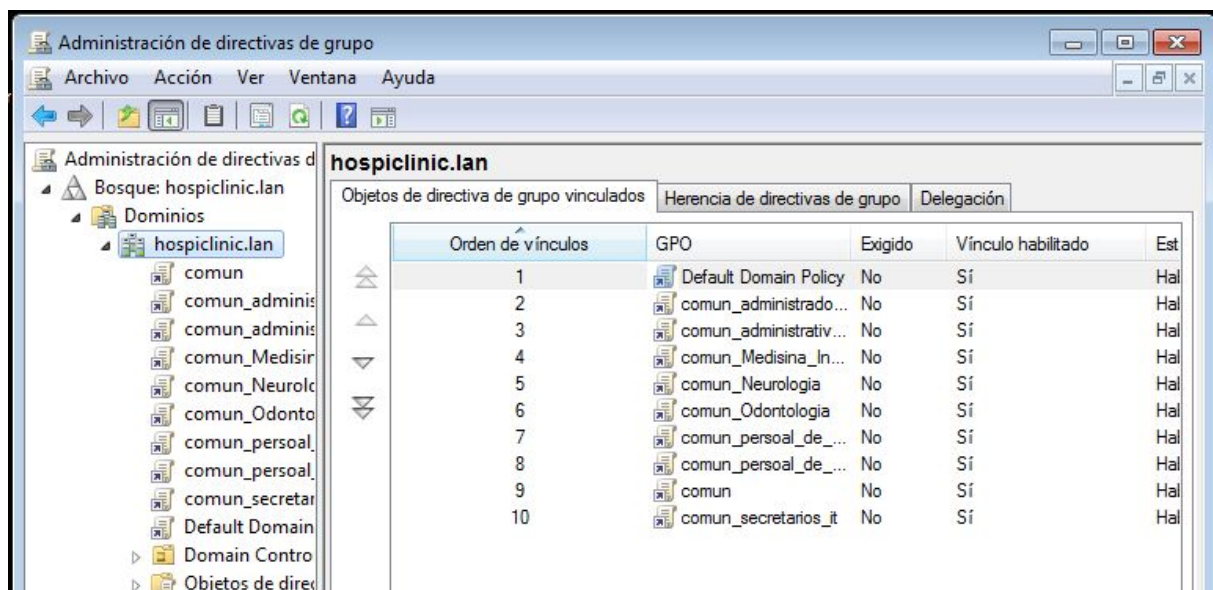 Administración de directivas de grupo
Archivo Acción Ver Ventana Ayuda
Administración de directivas d
Bosque: hospiclinic.lan
Dominios
hospiclinic.lan
comun
comun_adminis
comun_adminis
comun_Medisin
comun_Neurolo
comun_Odonto
comun_persoal_
comun_persoal_
comun_secretar
Default Domain
Domain Contro
Objetos de direc
hospiclinic.lan
Objetos de directiva de grupo vinculados Herencia de directivas de grupo Delegación
Orden de vínculos GPO Exigido Vínculo habilitado Est
1 Default Domain Policy No Sí Hal
2 comun_administrado... No Sí Hal
3 comun_administrativ... No Sí Hal
4 comun_Medisina_In... No Sí Hal
5 comun_Neurologia No Sí Hal
6 comun_Odontologia No Sí Hal
7 comun_persoal_de_... No Sí Hal
8 comun_persoal_de_... No Sí Hal
9 comun No Sí Hal
10 comun_secretarios_it No Sí Hal